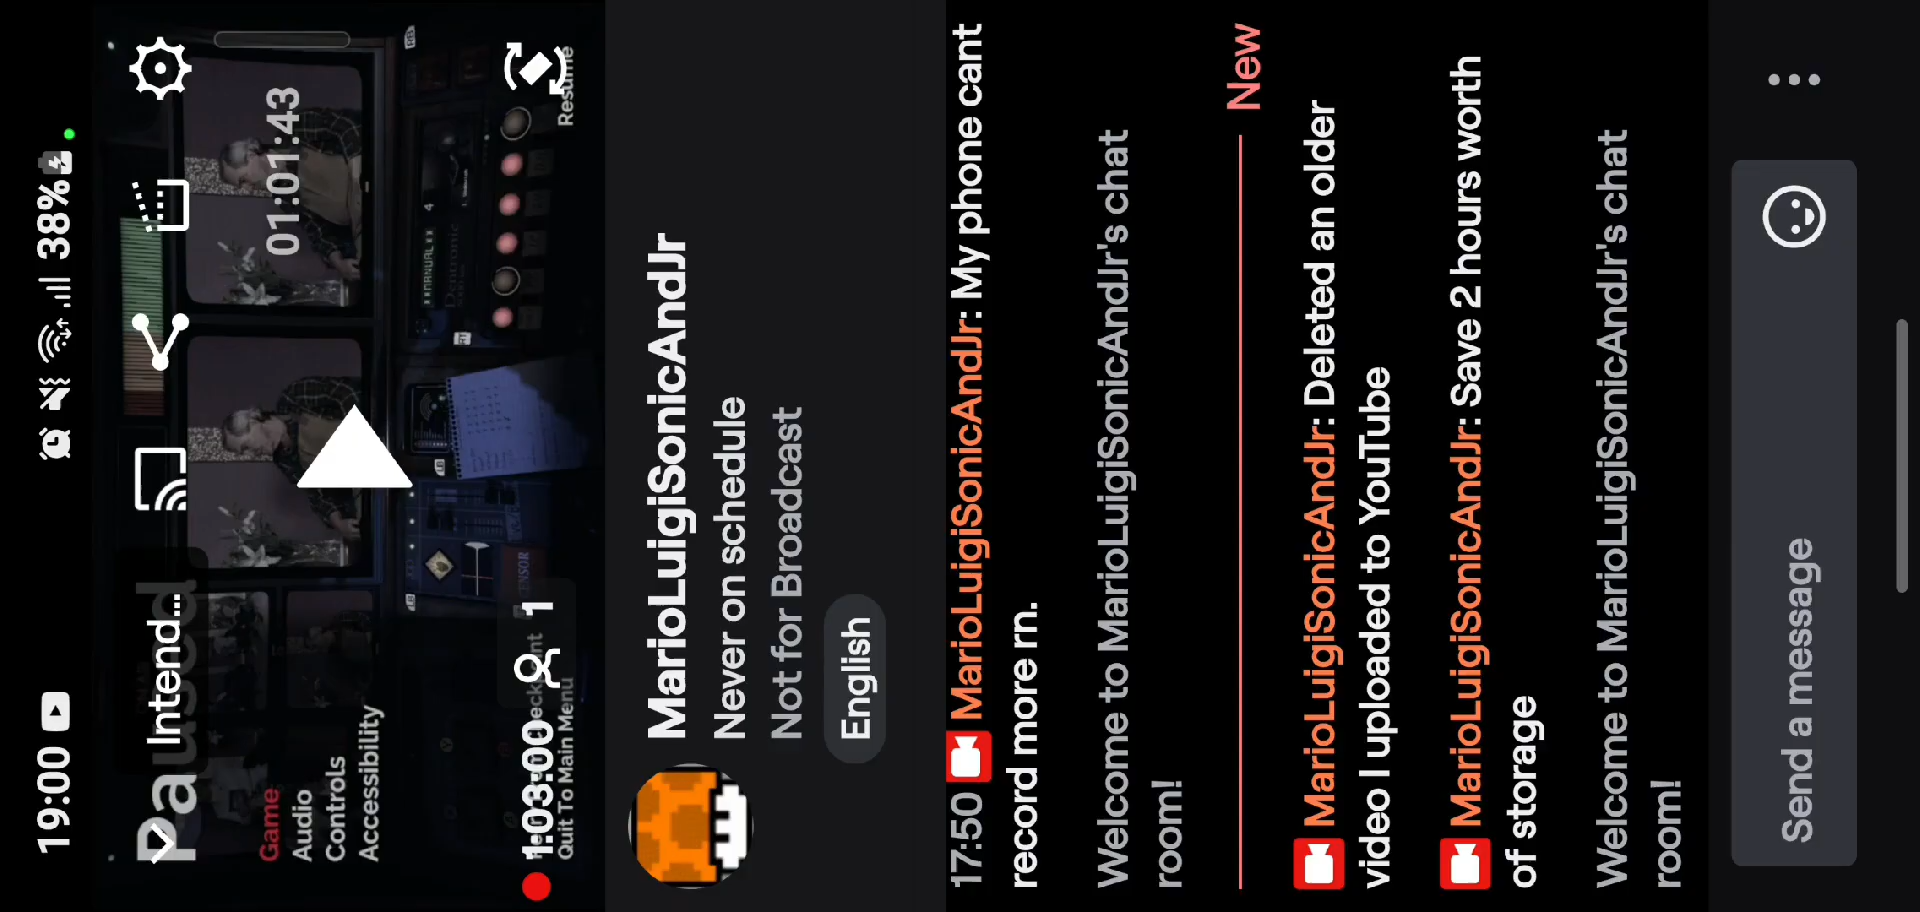 19:00
38%
Paused
Intend...
01:01:43
Game
Audio
Controls
Accessibility
Resume
Quit To Main Menu
1:03:00
1
MarioLuigiSonicAndJr
Never on schedule
Not for Broadcast
English
17:50 MarioLuigiSonicAndJr: My phone cant
record more rn.
Welcome to MarioLuigiSonicAndJr's chat
room!
New
MarioLuigiSonicAndJr: Deleted an older
video I uploaded to YouTube
MarioLuigiSonicAndJr: Save 2 hours worth
of storage
Welcome to MarioLuigiSonicAndJr's chat
room!
Send a message